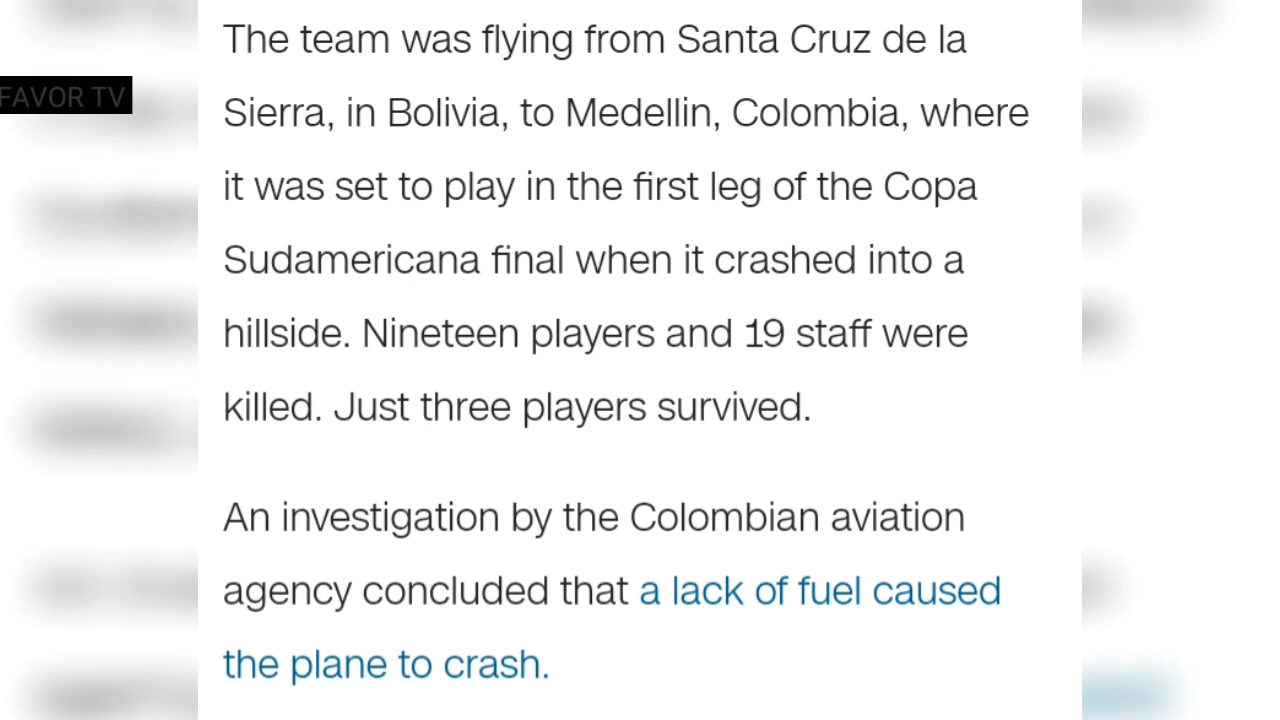 The team was flying from Santa Cruz de la
FAVOR TV
Sierra, in Bolivia, to Medellin, Colombia, where
it was set to play in the first leg of the Copa
Sudamericana final when it crashed into a
hillside. Nineteen players and 19 staff were
killed. Just three players survived.
An investigation by the Colombian aviation
agency concluded that a lack of fuel caused
the plane to crash.